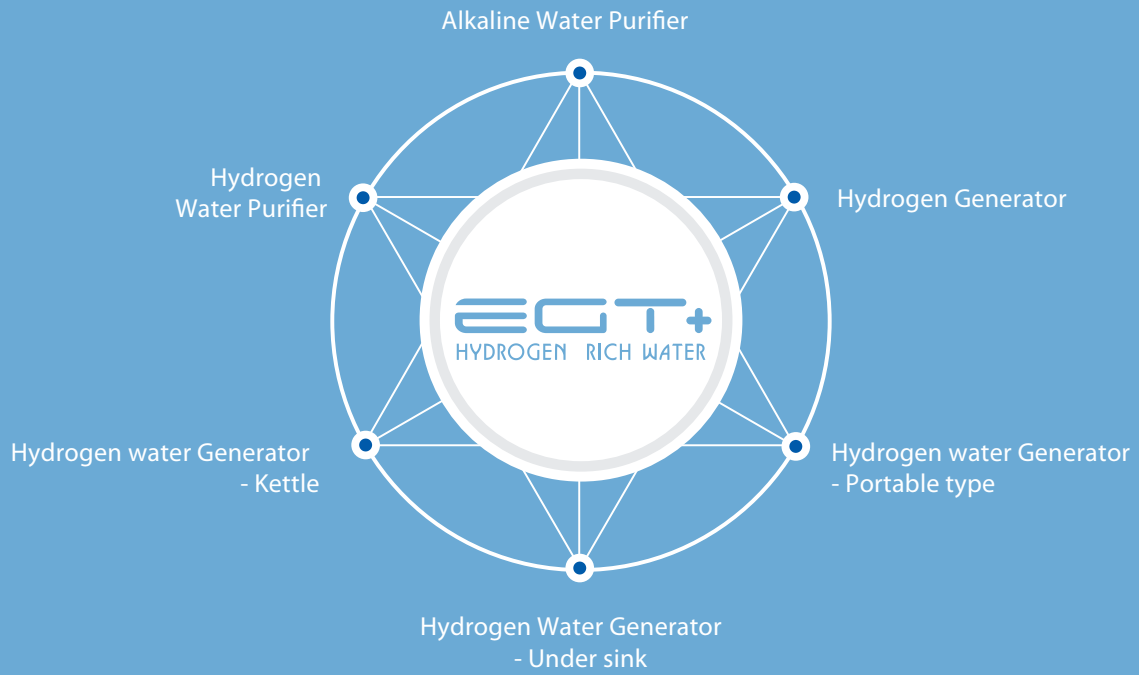 Alkaline Water Purifier
Hydrogen
Water Purifier
Hydrogen Generator
EGT+
HYDROGEN RICH WATER
Hydrogen water Generator
- Kettle
Hydrogen water Generator
- Portable type
Hydrogen Water Generator
- Under sink